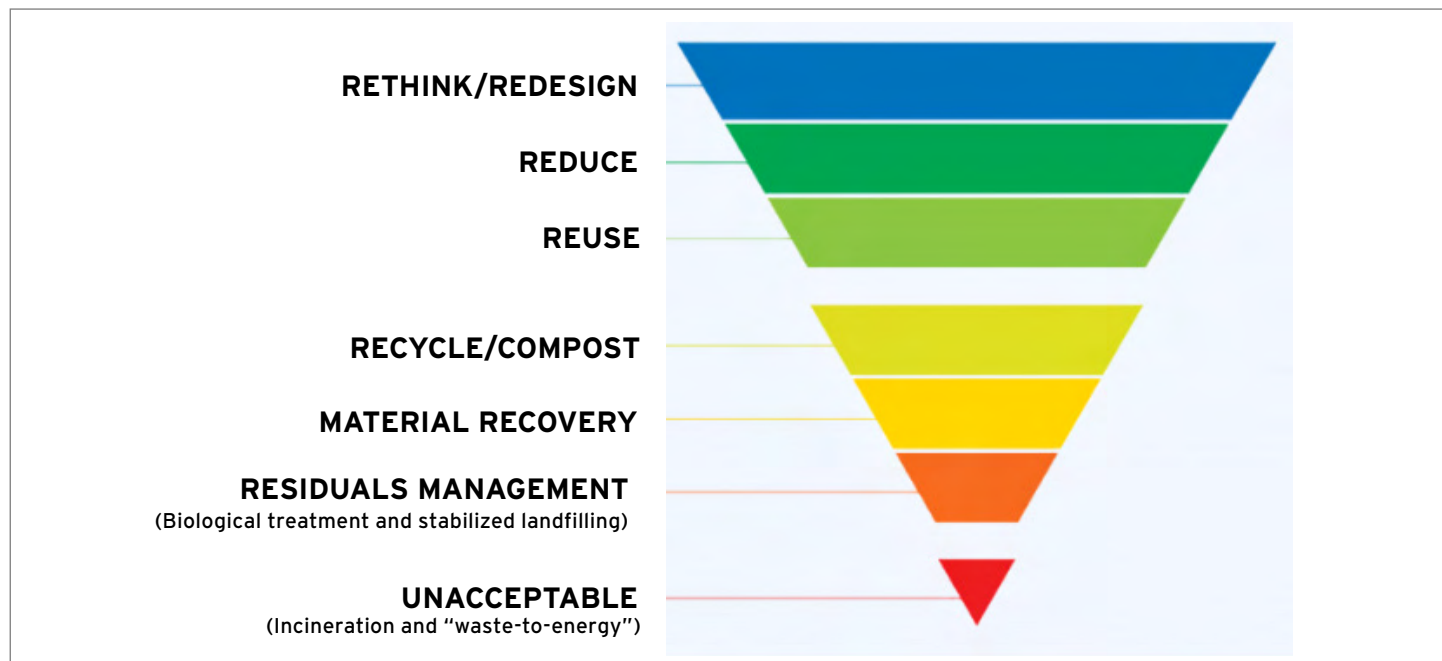 RETHINK/REDESIGN
REDUCE
REUSE
RECYCLE/COMPOST
MATERIAL RECOVERY
RESIDUALS MANAGEMENT
(Biological treatment and stabilized landfilling)
UNACCEPTABLE
(Incineration and “waste-to-energy”)